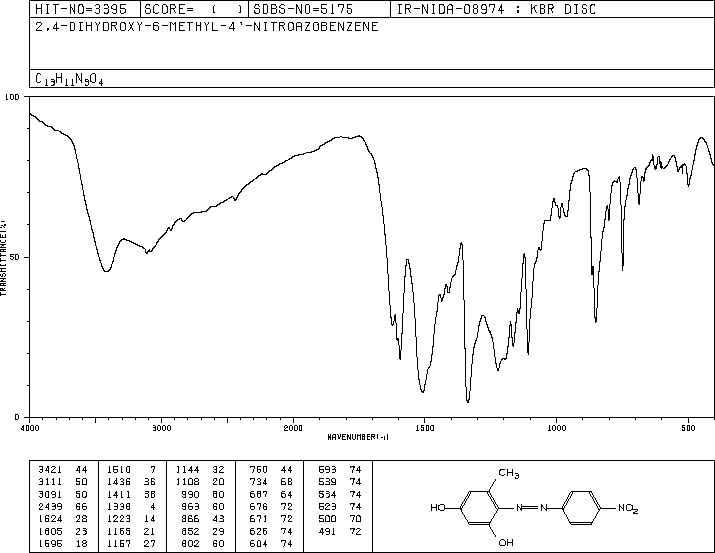 HIT-NO=3395 SCORE= ( ) SDBS-NO=5175 IR-NIDA-08974 : KBR DISC
2,4-DIHYDROXY-6-METHYL-4'-NITROAZOBENZENE
C13H11N3O4
100
50
0
TRANSMITTANCE(%)
4000 3000 2000 1500 1000 500
WAVENUMBER(-1)
3421 44 1510 7 1144 32 750 44 593 74
3111 50 1436 36 1108 20 734 68 539 74
3091 50 1411 38 990 60 687 64 534 74
2439 66 1338 4 963 60 676 72 523 74
1624 28 1223 14 866 43 671 72 500 70
1605 23 1165 21 852 29 626 74 491 72
1595 18 1157 27 802 60 604 74
CH3
HO N N NO2
OH